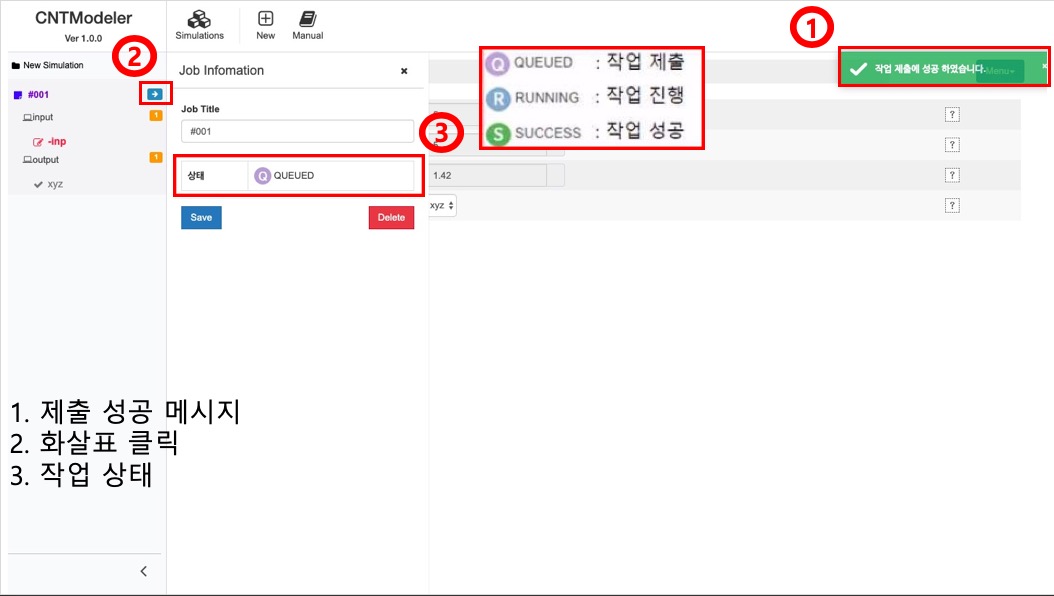 CNTModeler
Ver 1.0.0
Simulations
New
Manual
1
2
New Simulation
Job Infomation
×
Q QUEUED : 작업 제출
R RUNNING : 작업 진행
S SUCCESS : 작업 성공
작업 제출에 성공 하였습니다.
Menu
×
#001
Job Title
input
1
#001
3
?
-inp
?
output
1
상태
Q QUEUED
1.42
?
xyz
xyz
?
Save
Delete
1. 제출 성공 메시지
2. 화살표 클릭
3. 작업 상태